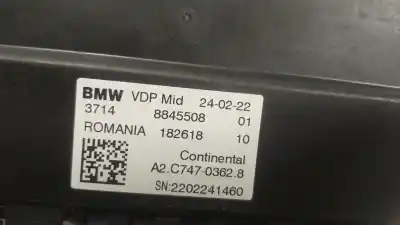 BMW VDP Mid 24-02-22
3714 8845508 01
ROMANIA 182618 10
Continental
A2.C747-0362.8
SN:2202241460